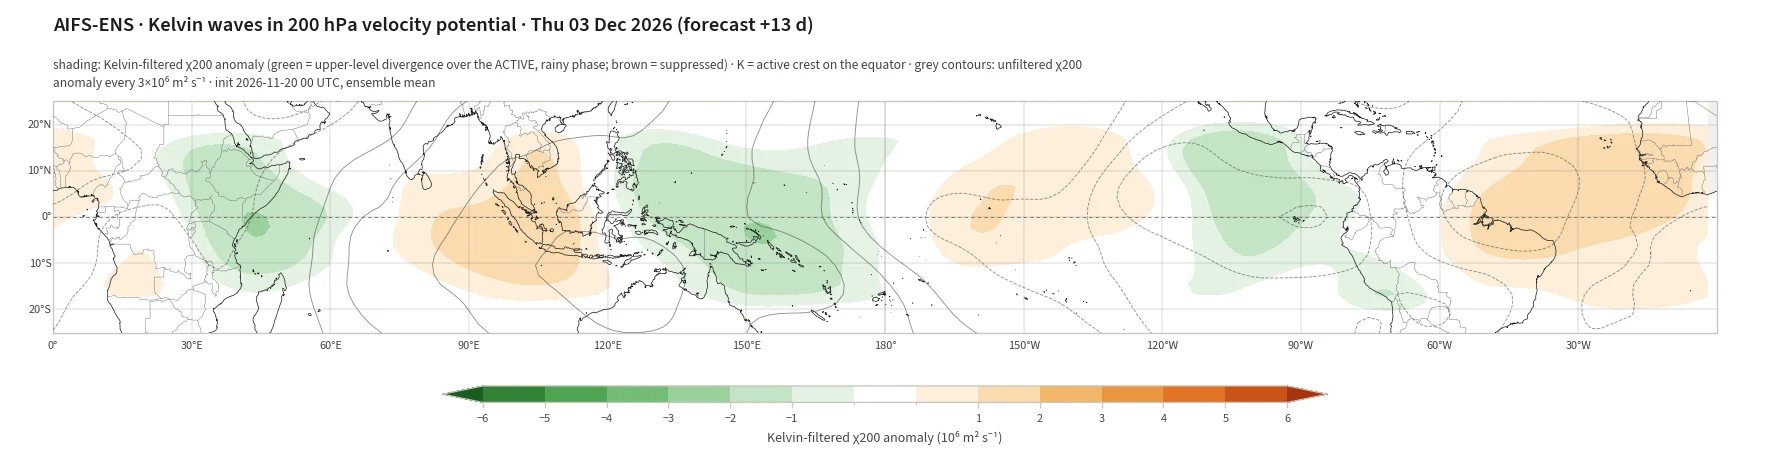 AIFS-ENS · Kelvin waves in 200 hPa velocity potential · Thu 03 Dec 2026 (forecast +13 d)
shading: Kelvin-filtered χ200 anomaly (green = upper-level divergence over the ACTIVE, rainy phase; brown = suppressed) · K = active crest on the equator · grey contours: unfiltered χ200
anomaly every 3×10⁶ m² s⁻¹ · init 2026-11-20 00 UTC, ensemble mean
20°N
10°N
0°
10°S
20°S
0° 30°E 60°E 90°E 120°E 150°E 180° 150°W 120°W 90°W 60°W 30°W
−6 −5 −4 −3 −2 −1 1 2 3 4 5 6
Kelvin-filtered χ200 anomaly (10⁶ m² s⁻¹)